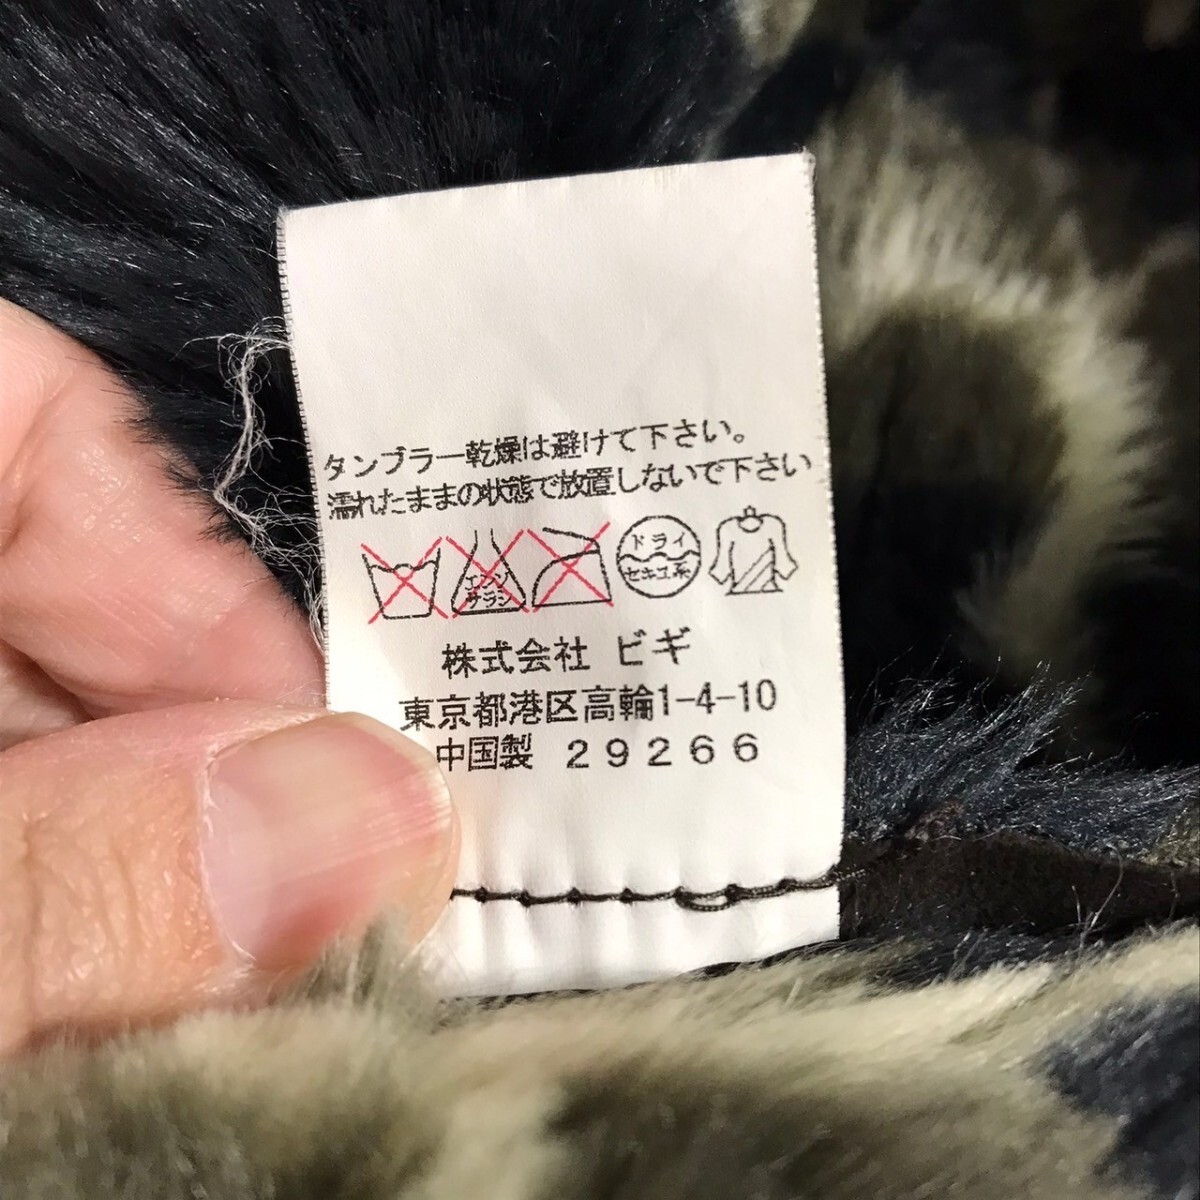 タンブラー乾燥は避けて下さい。
濡れたままの状態で放置しないで下さい
エンソ
サラシ
ドライ
セキユ系
株式会社 ビギ
東京都港区高輪1-4-10
中国製 29266